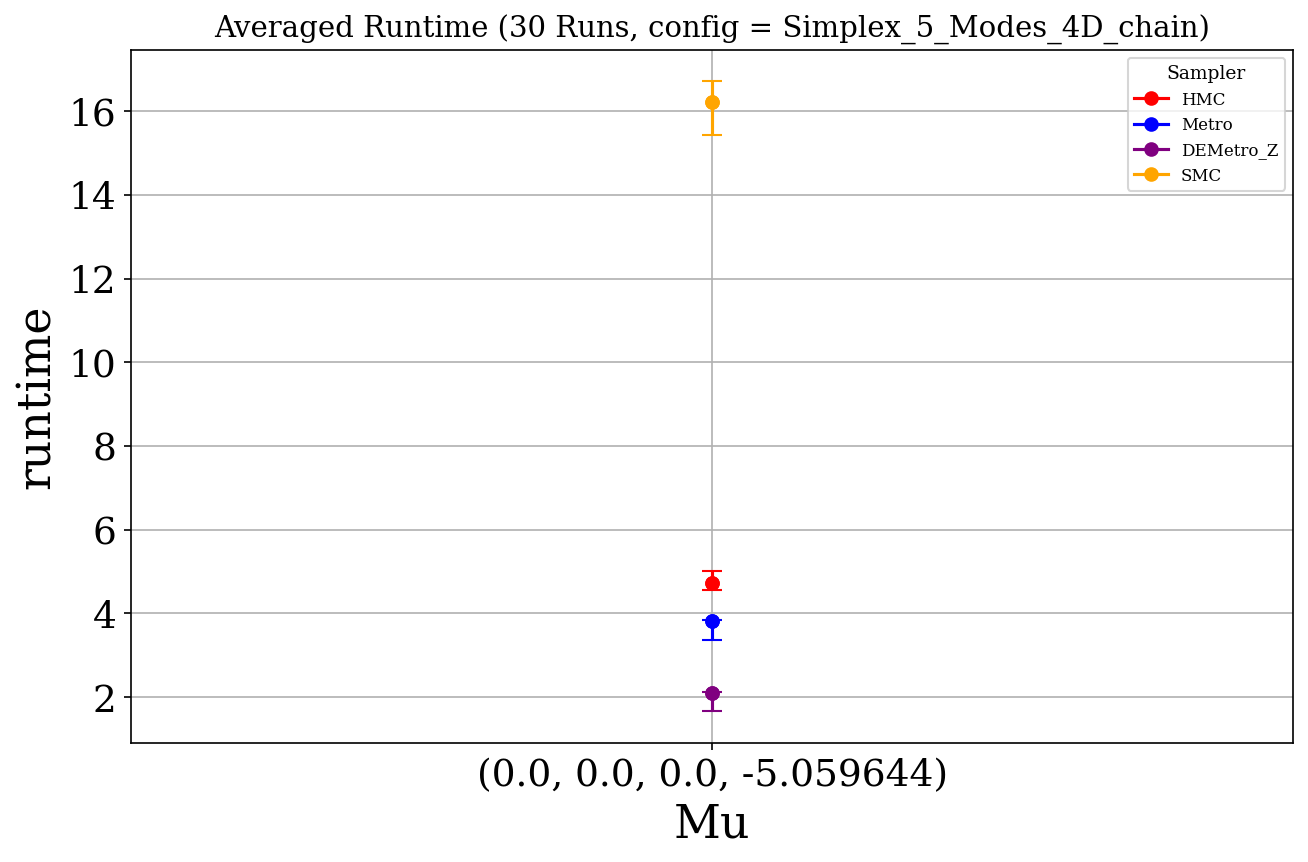 Averaged Runtime (30 Runs, config = Simplex_5_Modes_4D_chain)
Sampler
HMC
Metro
DEMetro_Z
SMC
runtime
16
14
12
10
8
6
4
2
(0.0, 0.0, 0.0, -5.059644)
Mu